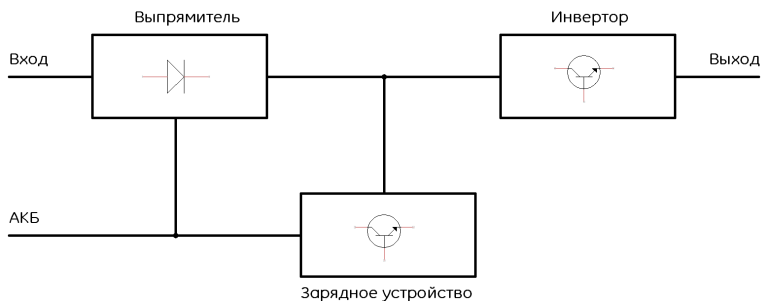 Выпрямитель
Инвертор
Вход
Выход
АКБ
Зарядное устройство